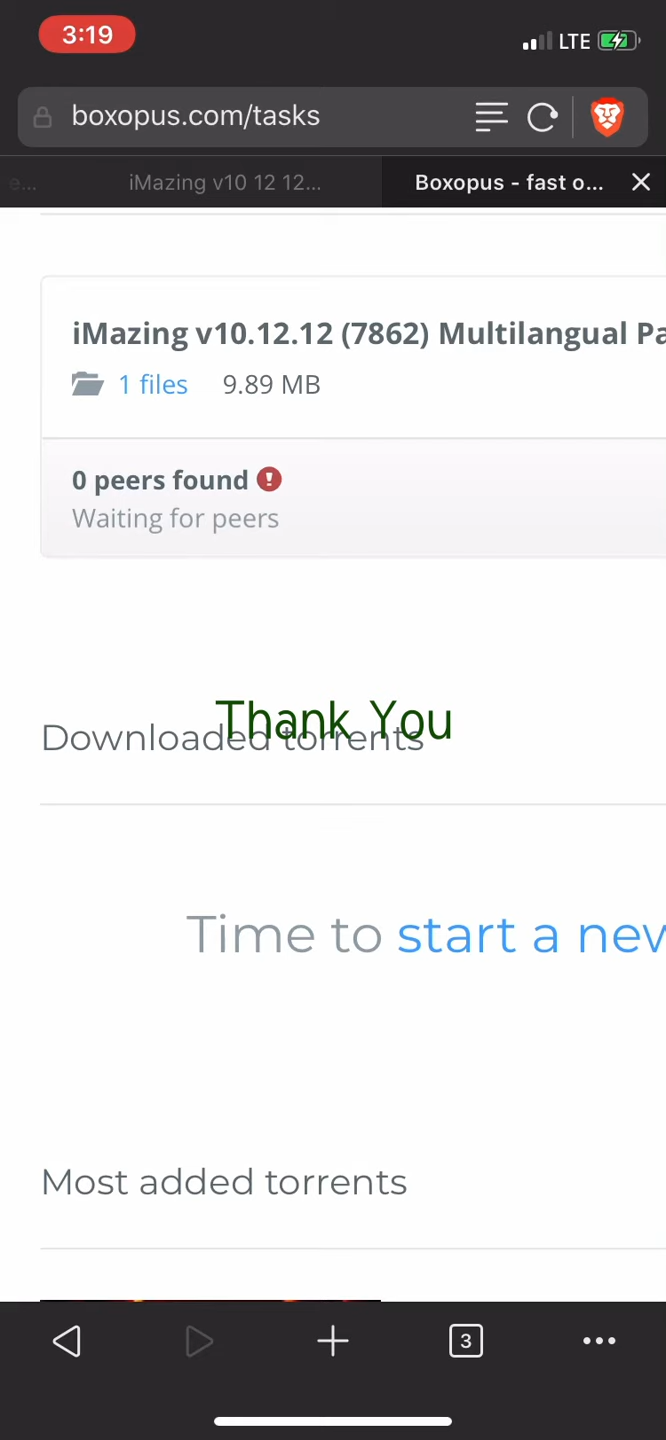 3:19
LTE
boxopus.com/tasks
e...
iMazing v10 12 12...
Boxopus - fast o...
iMazing v10.12.12 (7862) Multilangual Pa
1 files 9.89 MB
0 peers found
Waiting for peers
Thank You
Downloaded torrents
Time to start a new
Most added torrents
3